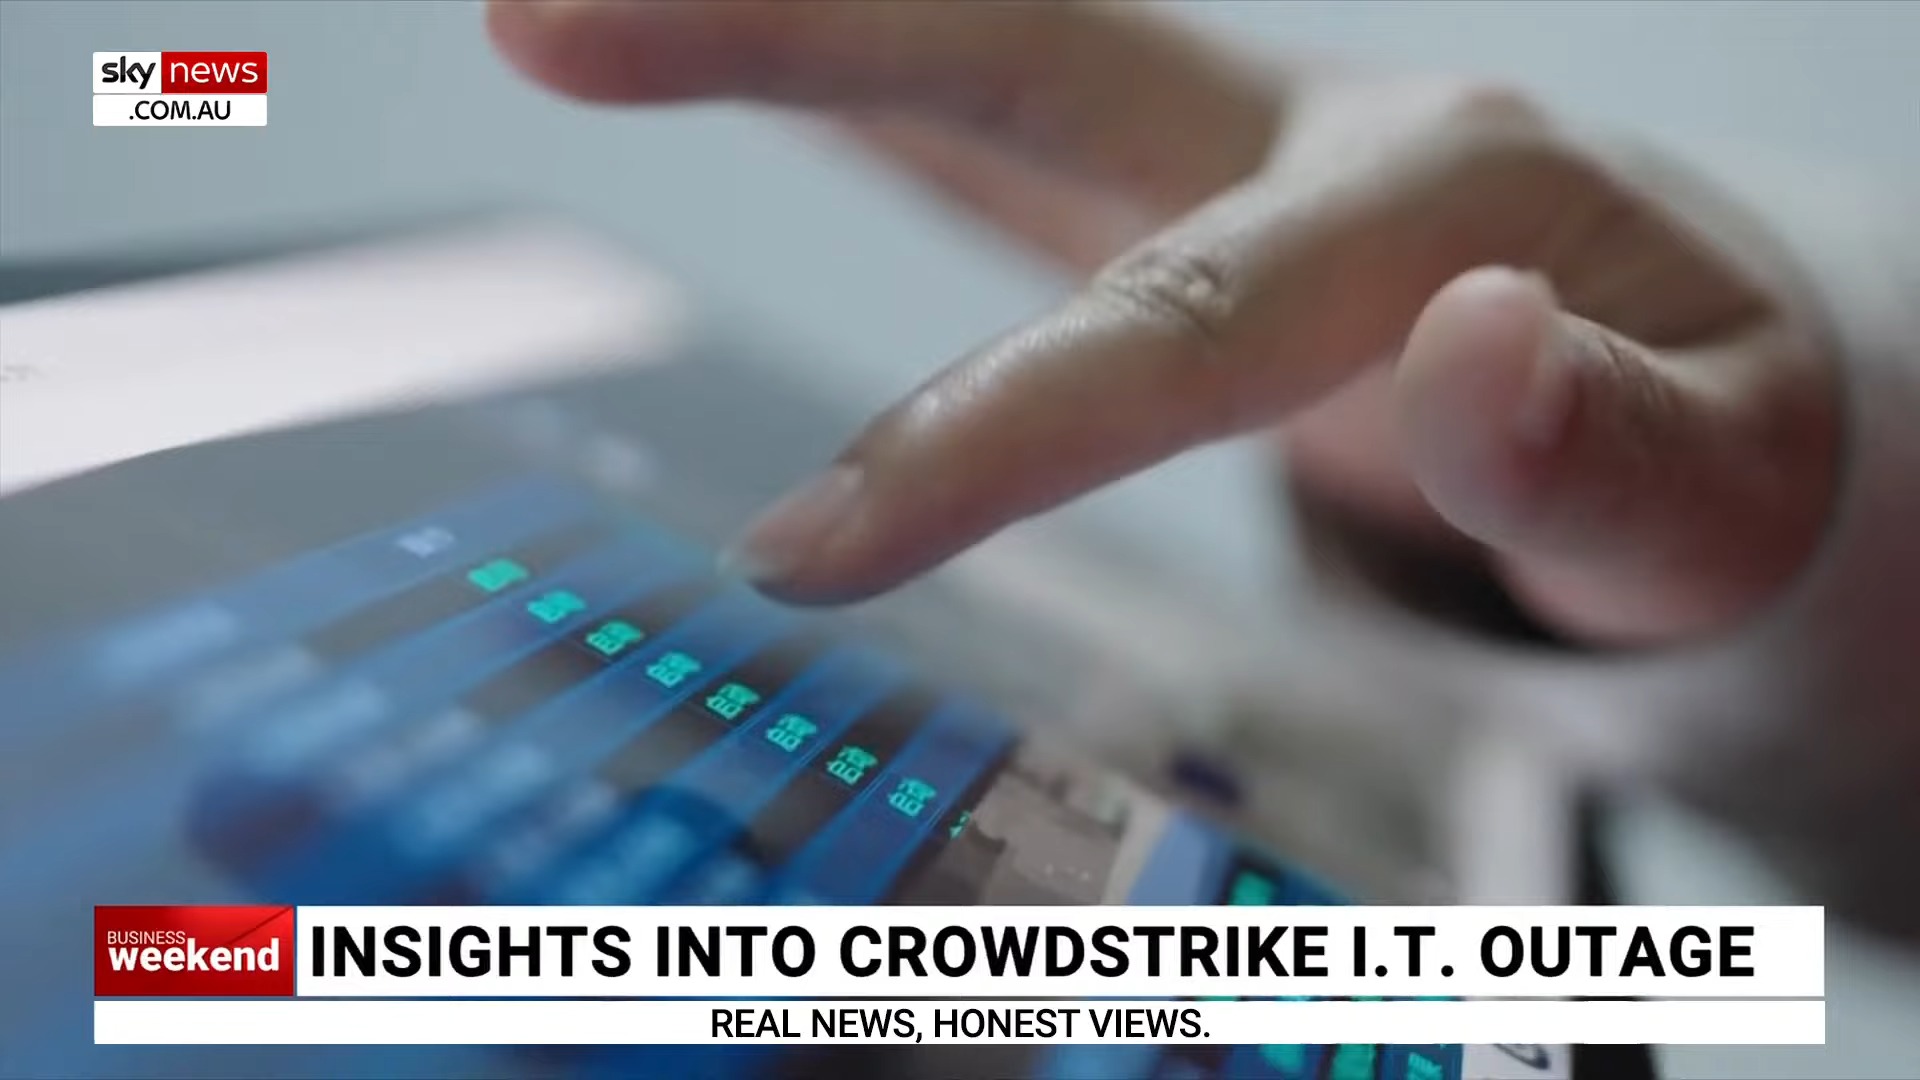 sky news
.COM.AU
BUSINESS
weekend
INSIGHTS INTO CROWDSTRIKE I.T. OUTAGE
REAL NEWS, HONEST VIEWS.